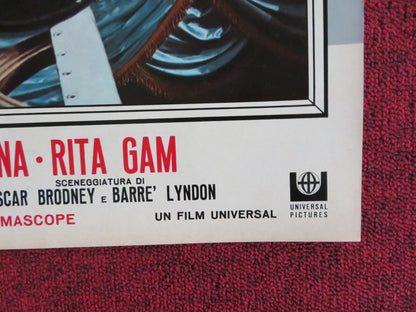 NA • RITA GAM
SCENEGGIATURA DI
SCAR BRODNEY E BARRE' LYNDON
MASCOPE
UN FILM UNIVERSAL
UNIVERSAL
PICTURES